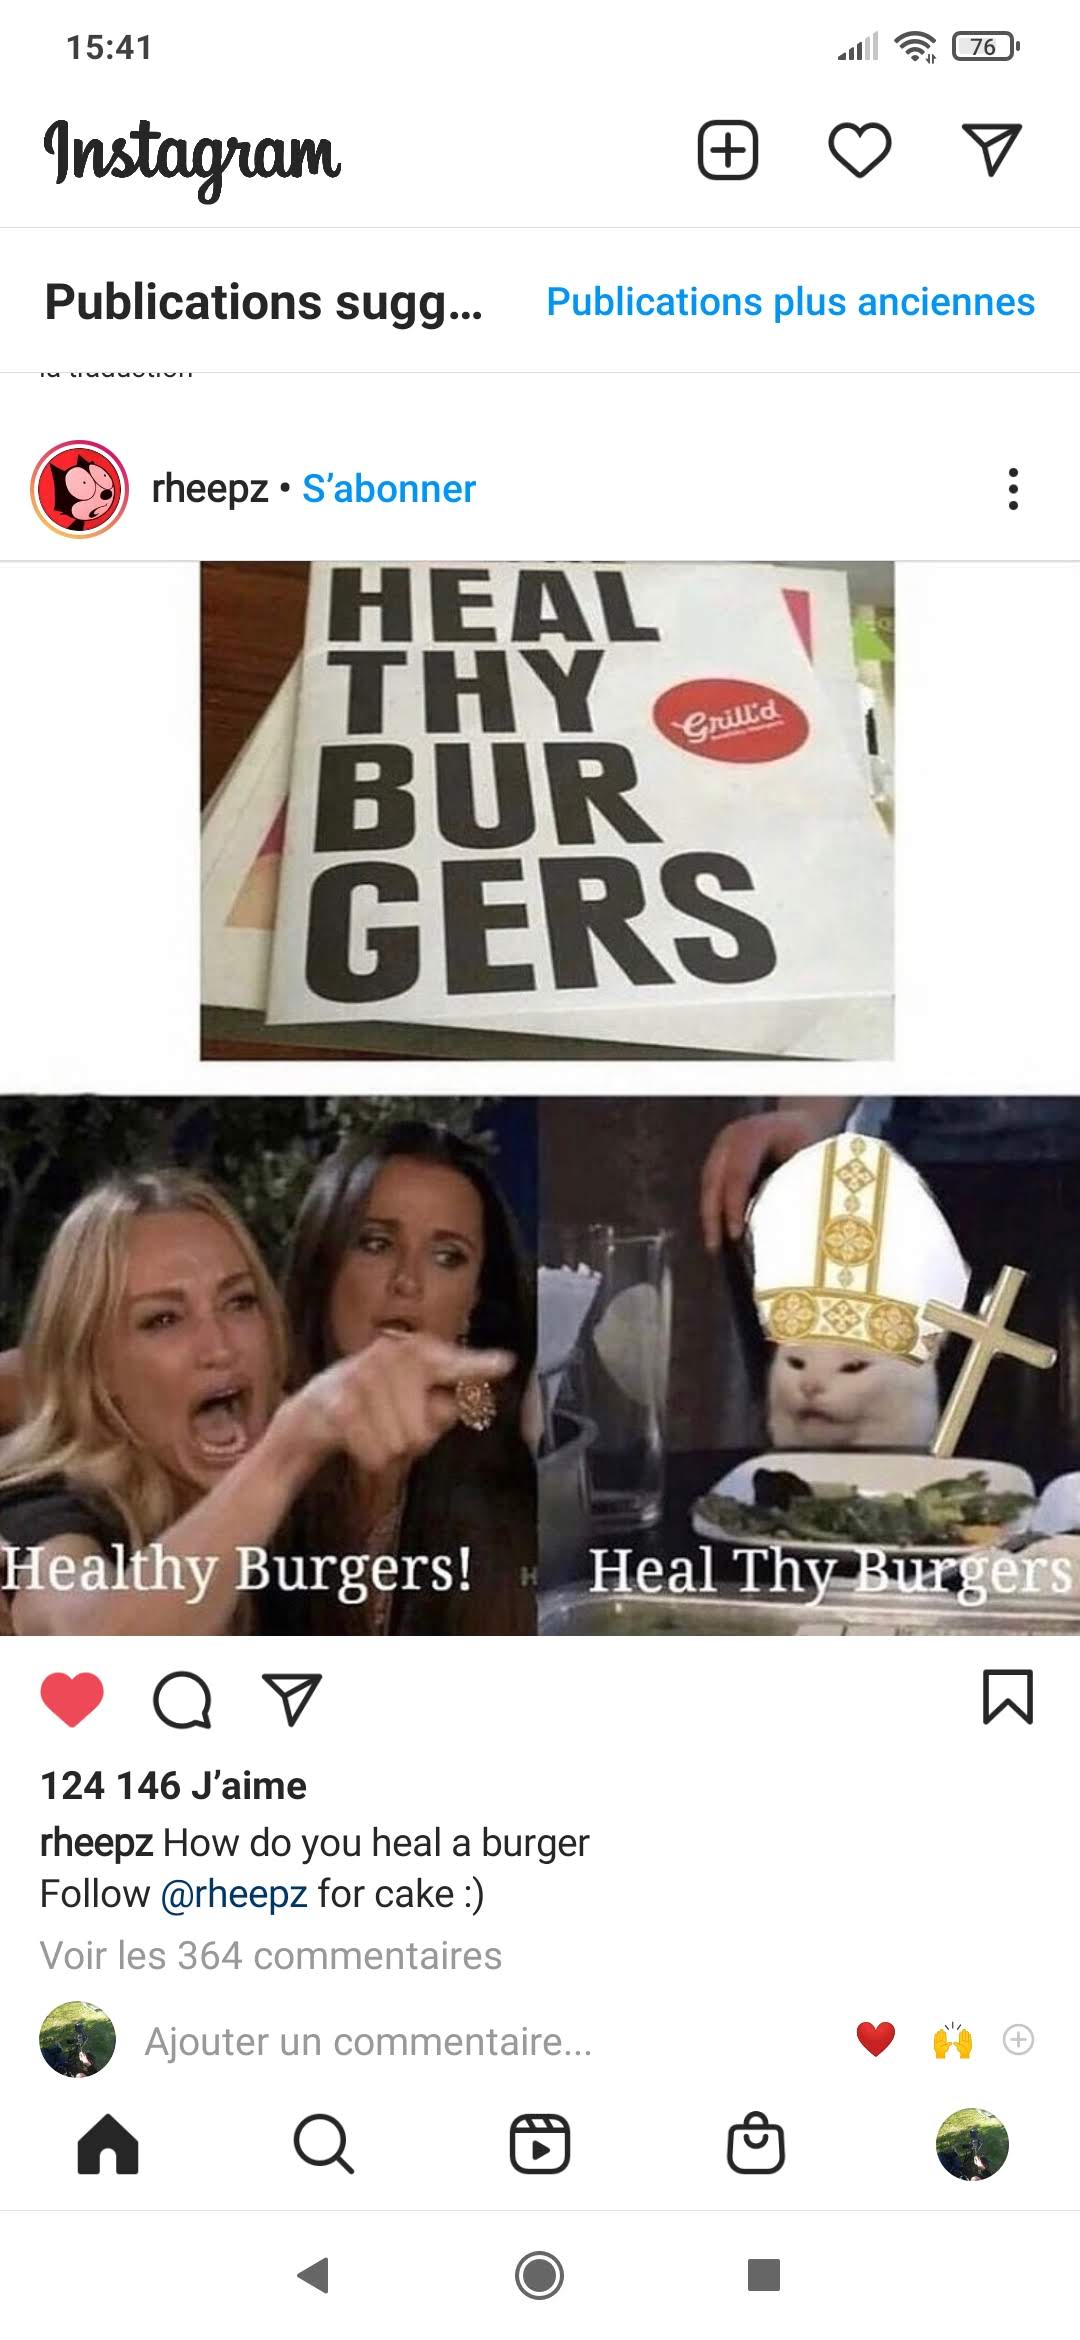 15:41
76
Instagram
Publications sugg...
Publications plus anciennes
la traduction
rheepz • S'abonner
HEAL
THY
BUR
GERS
Grill'd
Healthy Burgers!
Heal Thy Burgers
124 146 J'aime
rheepz How do you heal a burger
Follow @rheepz for cake :)
Voir les 364 commentaires
Ajouter un commentaire...